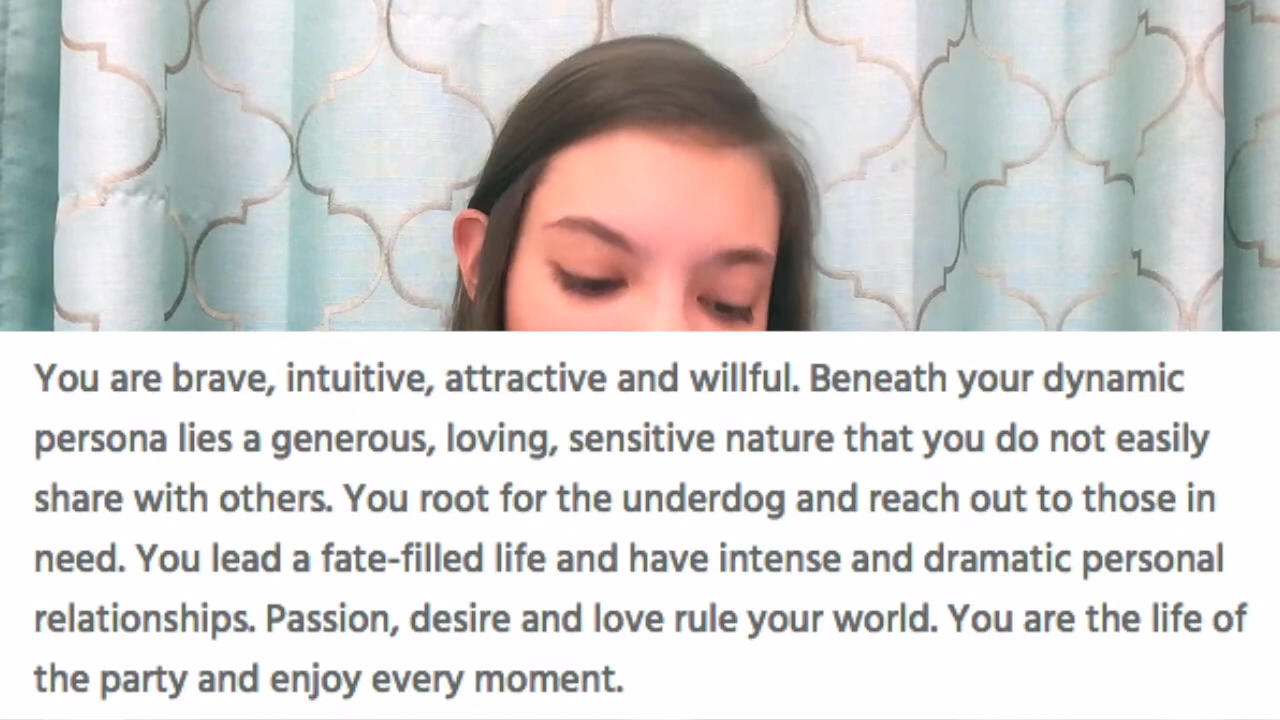 You are brave, intuitive, attractive and willful. Beneath your dynamic
persona lies a generous, loving, sensitive nature that you do not easily
share with others. You root for the underdog and reach out to those in
need. You lead a fate-filled life and have intense and dramatic personal
relationships. Passion, desire and love rule your world. You are the life of
the party and enjoy every moment.